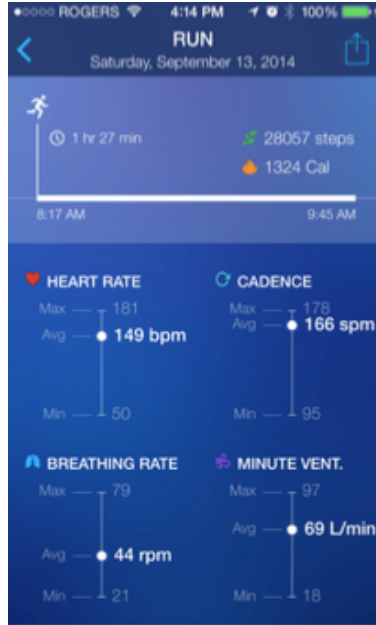 ROGERS 4:14 PM 100%
RUN
Saturday, September 13, 2014
1 hr 27 min
28057 steps
1324 Cal
8:17 AM 9:45 AM
HEART RATE
Max 181
Avg 149 bpm
Min 50
CADENCE
Max 178
Avg 166 spm
Min 95
BREATHING RATE
Max 79
Avg 44 rpm
Min 21
MINUTE VENT.
Max 97
Avg 69 L/min
Min 18